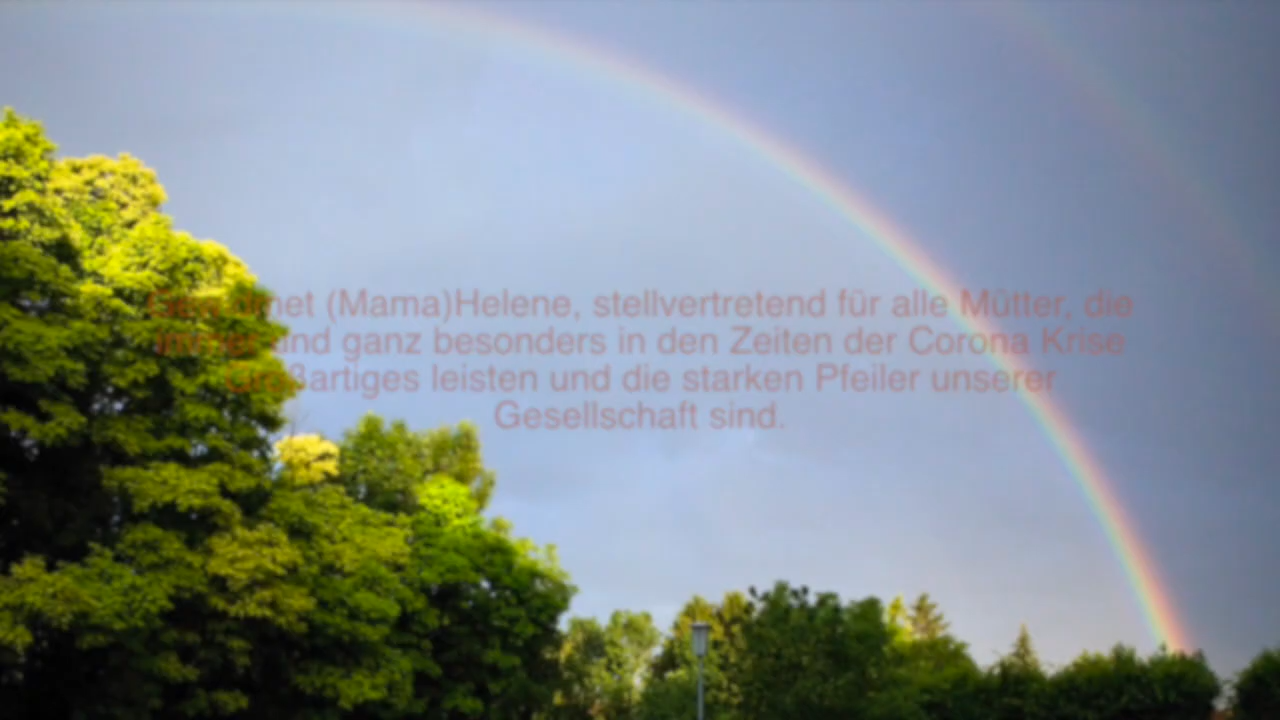 Gewidmet (Mama)Helene, stellvertretend für alle Mütter, die
immer und ganz besonders in den Zeiten der Corona Krise
Großartiges leisten und die starken Pfeiler unserer
Gesellschaft sind.